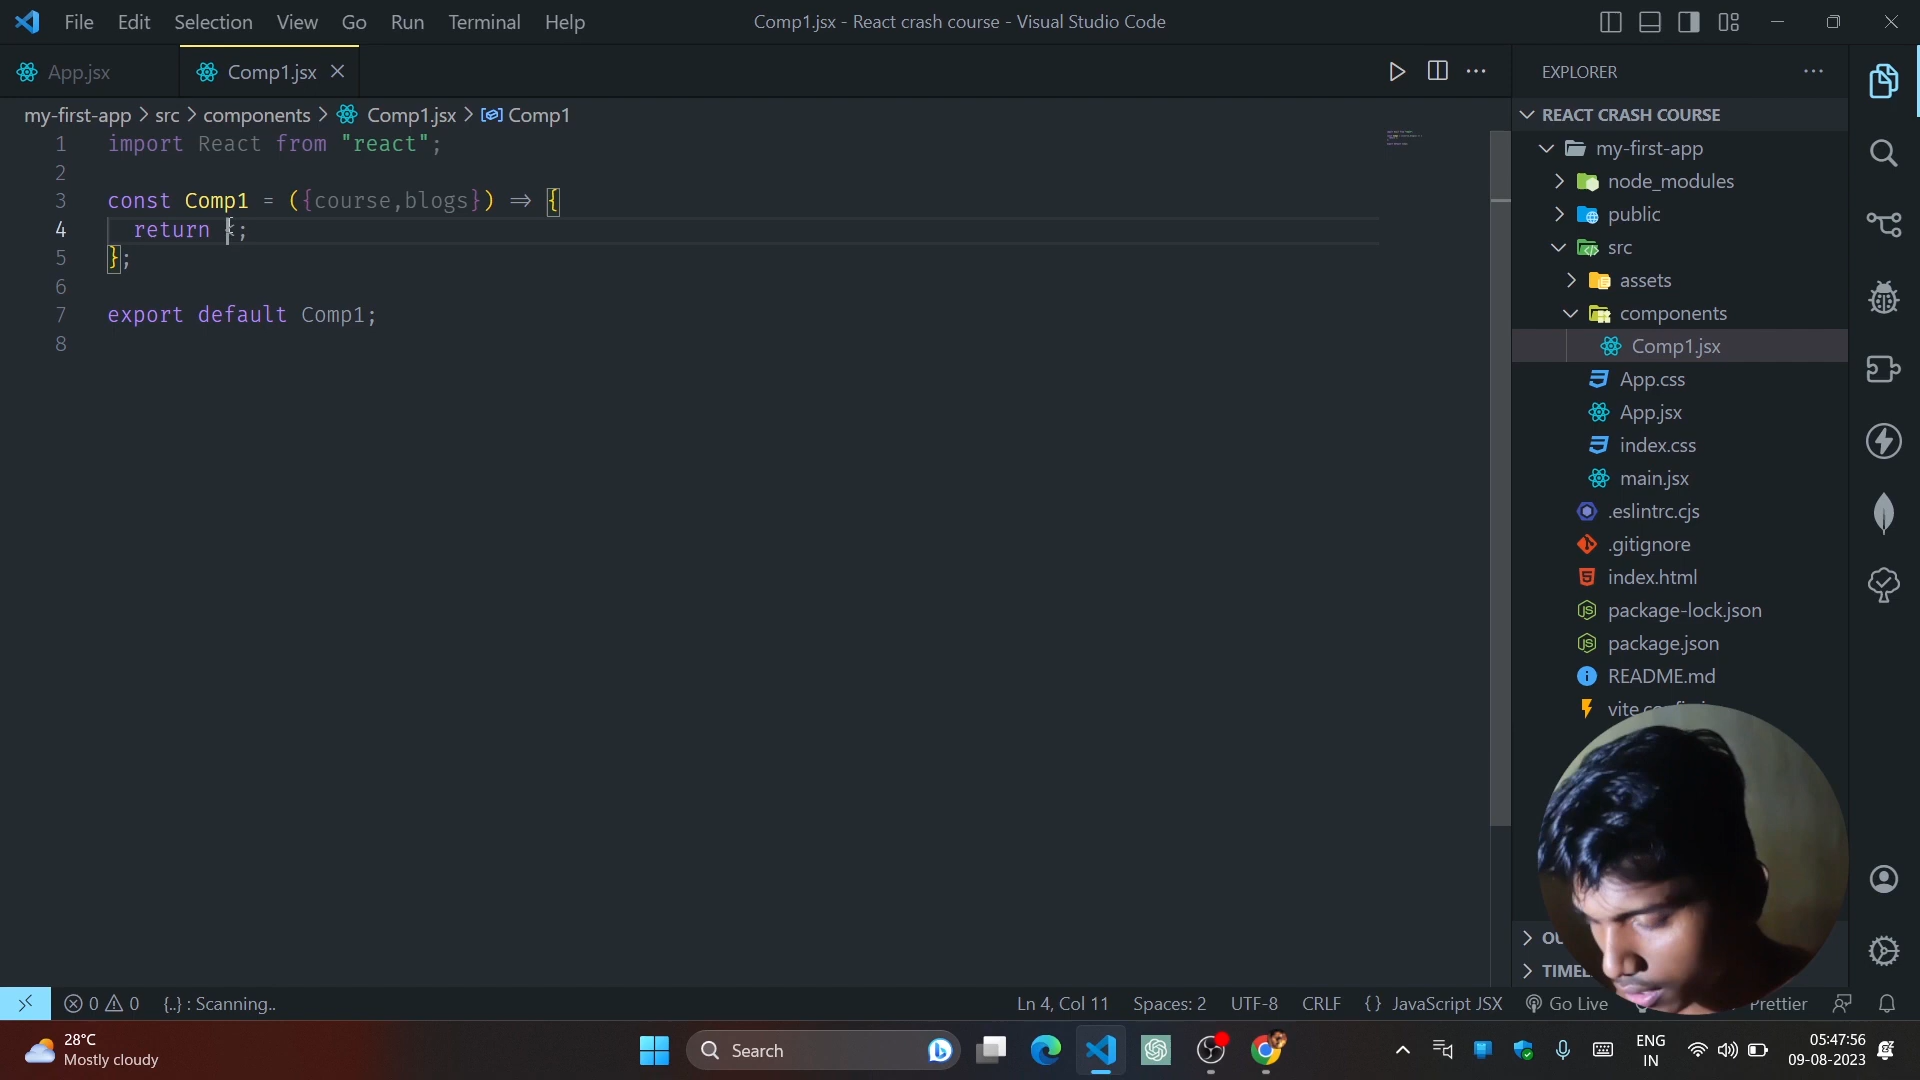 File Edit Selection View Go Run Terminal Help
Comp1.jsx - React crash course - Visual Studio Code
App.jsx
Comp1.jsx
EXPLORER
my-first-app > src > components > Comp1.jsx > Comp1
1 import React from "react";
2
3 const Comp1 = ({course,blogs}) => {
4 return ;
5 };
6
7 export default Comp1;
8
REACT CRASH COURSE
my-first-app
node_modules
public
src
assets
components
Comp1.jsx
App.css
App.jsx
index.css
main.jsx
.eslintrc.cjs
.gitignore
index.html
package-lock.json
package.json
README.md
0 0 {..} : Scanning..
Ln 4, Col 11 Spaces: 2 UTF-8 CRLF {} JavaScript JSX Go Live Prettier
28°C
Mostly cloudy
Search
ENG
IN
05:47:56
09-08-2023